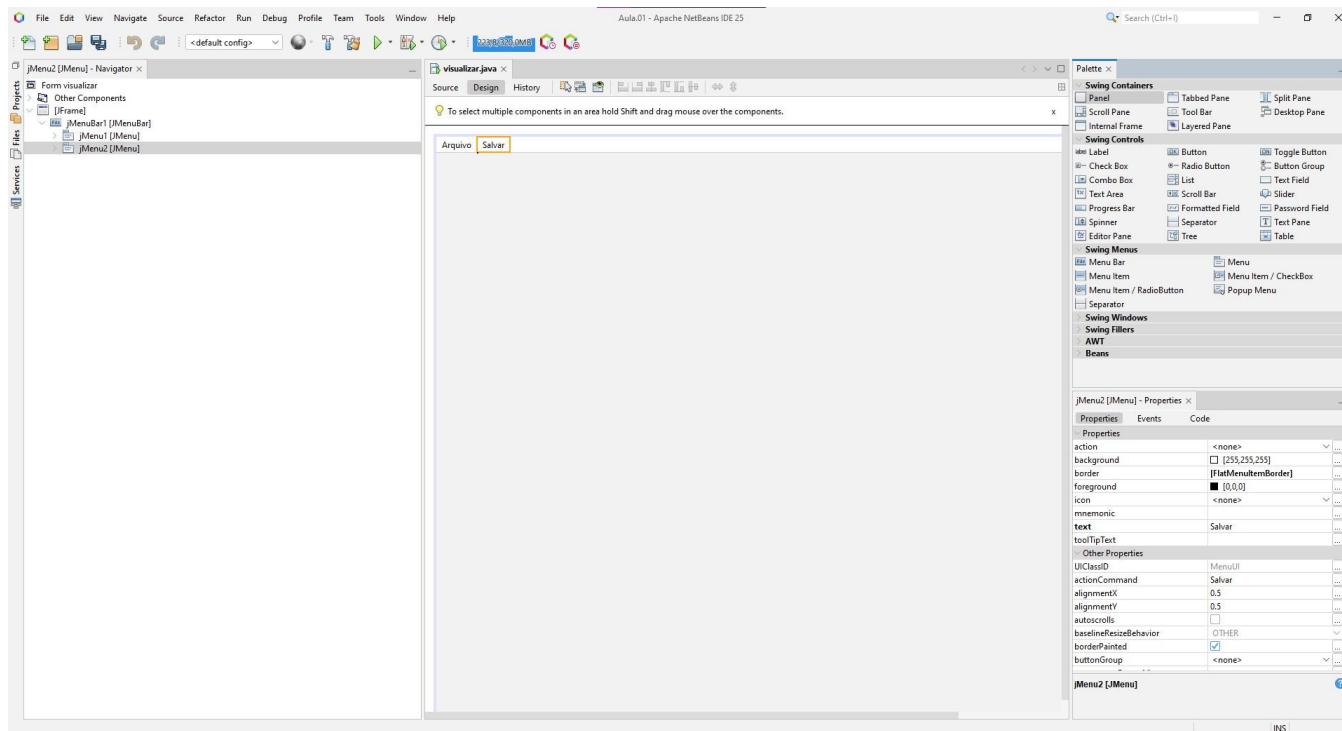 File Edit View Navigate Source Refactor Run Debug Profile Team Tools Window Help
Aula.01 - Apache NetBeans IDE 25
Search (Ctrl+I)
<default config>
jMenu2 [JMenu] - Navigator
Form visualizar
Other Components
[JFrame]
jMenuBar1 [JMenuBar]
jMenu1 [JMenu]
jMenu2 [JMenu]
Projects
Files
Services
visualizar.java
Source Design History
To select multiple components in an area hold Shift and drag mouse over the components.
Arquivo Salvar
Palette
Swing Containers
Panel Tabbed Pane Split Pane
Scroll Pane Tool Bar Desktop Pane
Internal Frame Layered Pane
Swing Controls
Label Button Toggle Button
Check Box Radio Button Button Group
Combo Box List Text Field
Text Area Scroll Bar Slider
Progress Bar Formatted Field Password Field
Spinner Separator Text Pane
Editor Pane Tree Table
Swing Menus
Menu Bar Menu
Menu Item Menu Item / CheckBox
Menu Item / RadioButton Popup Menu
Separator
Swing Windows
Swing Fillers
AWT
Beans
jMenu2 [JMenu] - Properties
Properties Events Code
Properties
action <none>
background [255,255,255]
border [FlatMenuItemBorder]
foreground [0,0,0]
icon <none>
mnemonic
text Salvar
toolTipText
Other Properties
UIClassID MenuUI
actionCommand Salvar
alignmentX 0.5
alignmentY 0.5
autoscrolls
baselineResizeBehavior OTHER
borderPainted
buttonGroup <none>
jMenu2 [JMenu]
INS